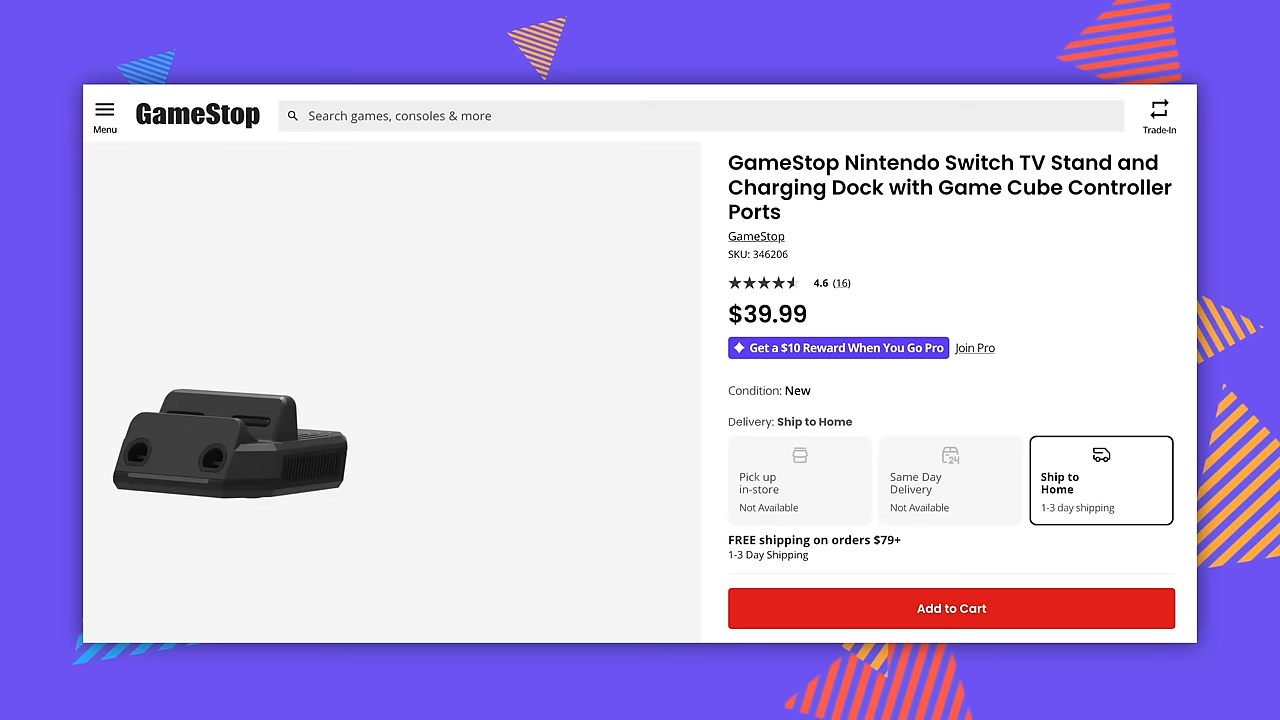 Menu
GameStop
Search games, consoles & more
Trade-In
GameStop Nintendo Switch TV Stand and
Charging Dock with Game Cube Controller
Ports
GameStop
SKU: 346206
4.6 (16)
$39.99
Get a $10 Reward When You Go Pro Join Pro
Condition: New
Delivery: Ship to Home
Pick up
in-store
Not Available
24
Same Day
Delivery
Not Available
Ship to
Home
1-3 day shipping
FREE shipping on orders $79+
1-3 Day Shipping
Add to Cart